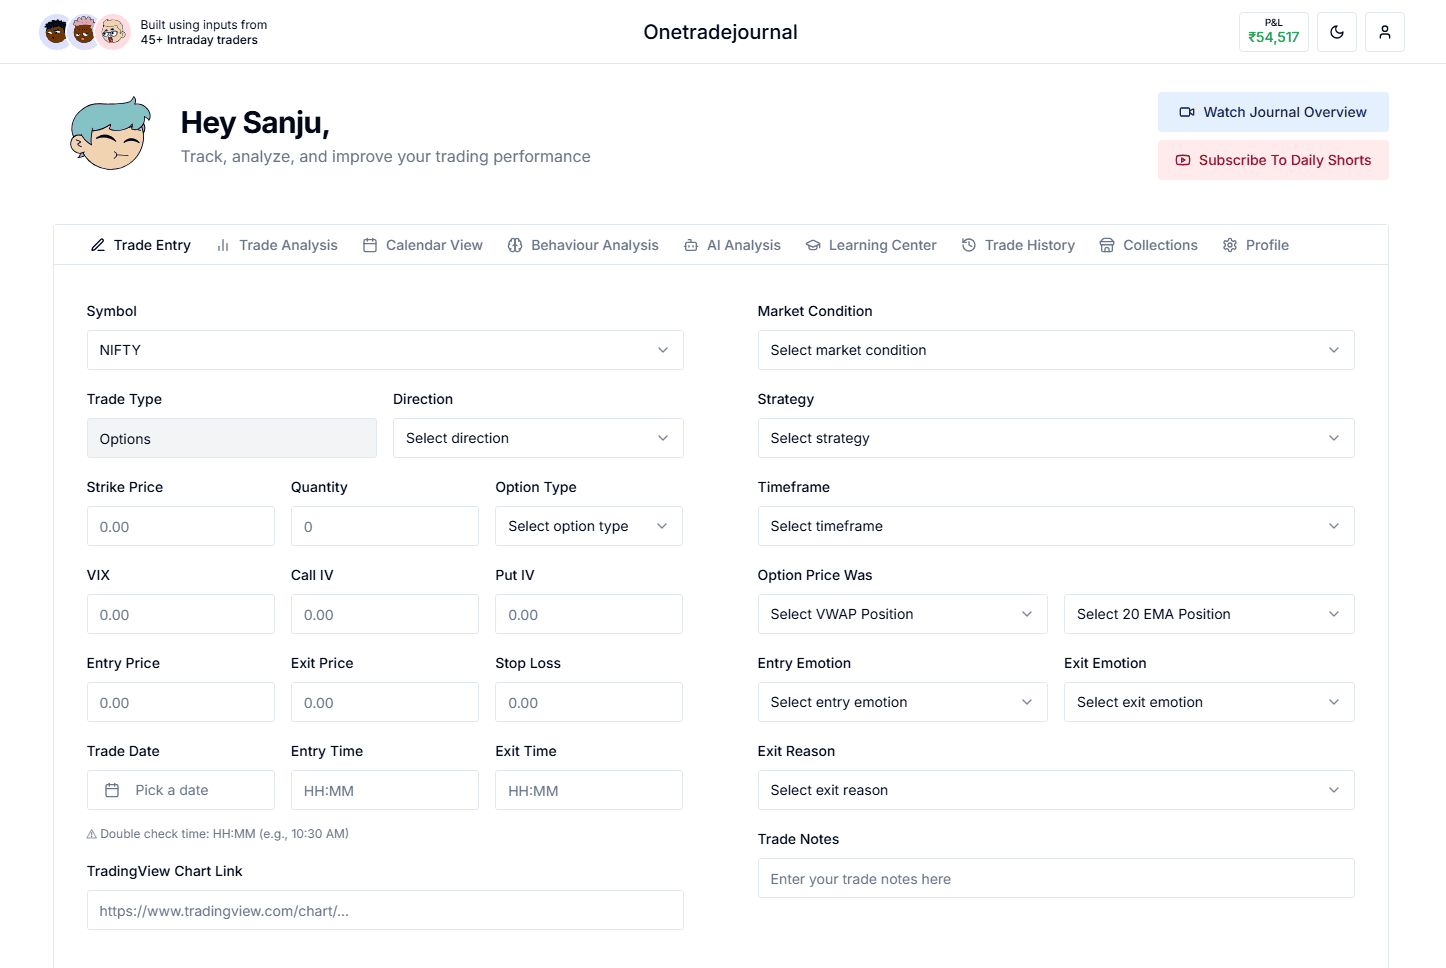 Built using inputs from
45+ Intraday traders
Onetradejournal
P&L
₹54,517
Hey Sanju,
Track, analyze, and improve your trading performance
Watch Journal Overview
Subscribe To Daily Shorts
Trade Entry
Trade Analysis
Calendar View
Behaviour Analysis
AI Analysis
Learning Center
Trade History
Collections
Profile
Symbol
NIFTY
Trade Type
Direction
Options
Select direction
Strike Price
Quantity
Option Type
0.00
0
Select option type
VIX
Call IV
Put IV
0.00
0.00
0.00
Entry Price
Exit Price
Stop Loss
0.00
0.00
0.00
Trade Date
Entry Time
Exit Time
Pick a date
HH:MM
HH:MM
⚠ Double check time: HH:MM (e.g., 10:30 AM)
TradingView Chart Link
https://www.tradingview.com/chart/...
Market Condition
Select market condition
Strategy
Select strategy
Timeframe
Select timeframe
Option Price Was
Select VWAP Position
Select 20 EMA Position
Entry Emotion
Exit Emotion
Select entry emotion
Select exit emotion
Exit Reason
Select exit reason
Trade Notes
Enter your trade notes here